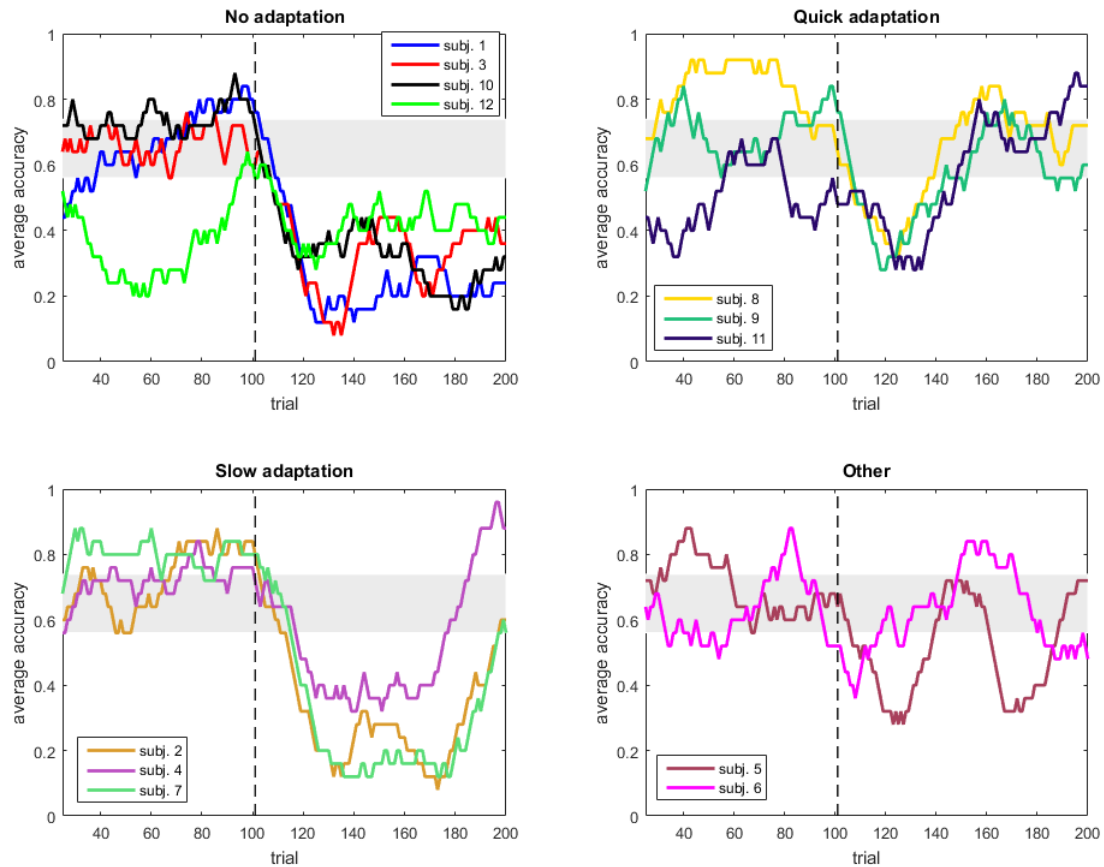 No adaptation
average accuracy
1
0.8
0.6
0.4
0.2
0
40 60 80 100 120 140 160 180 200
trial
subj. 1
subj. 3
subj. 10
subj. 12
Quick adaptation
average accuracy
1
0.8
0.6
0.4
0.2
0
40 60 80 100 120 140 160 180 200
trial
subj. 8
subj. 9
subj. 11
Slow adaptation
average accuracy
1
0.8
0.6
0.4
0.2
0
40 60 80 100 120 140 160 180 200
trial
subj. 2
subj. 4
subj. 7
Other
average accuracy
1
0.8
0.6
0.4
0.2
0
40 60 80 100 120 140 160 180 200
trial
subj. 5
subj. 6